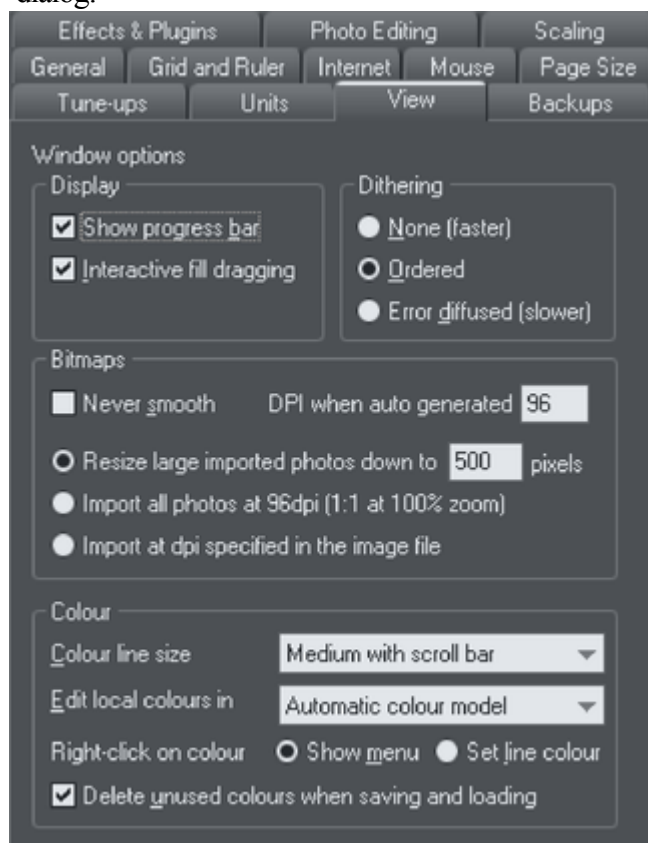 dialog.
Effects & Plugins Photo Editing Scaling
General Grid and Ruler Internet Mouse Page Size
Tune-ups Units View Backups
Window options
Display
Show progress bar
Interactive fill dragging
Dithering
None (faster)
Ordered
Error diffused (slower)
Bitmaps
Never smooth DPI when auto generated 96
Resize large imported photos down to 500 pixels
Import all photos at 96dpi (1:1 at 100% zoom)
Import at dpi specified in the image file
Colour
Colour line size Medium with scroll bar
Edit local colours in Automatic colour model
Right-click on colour Show menu Set line colour
Delete unused colours when saving and loading